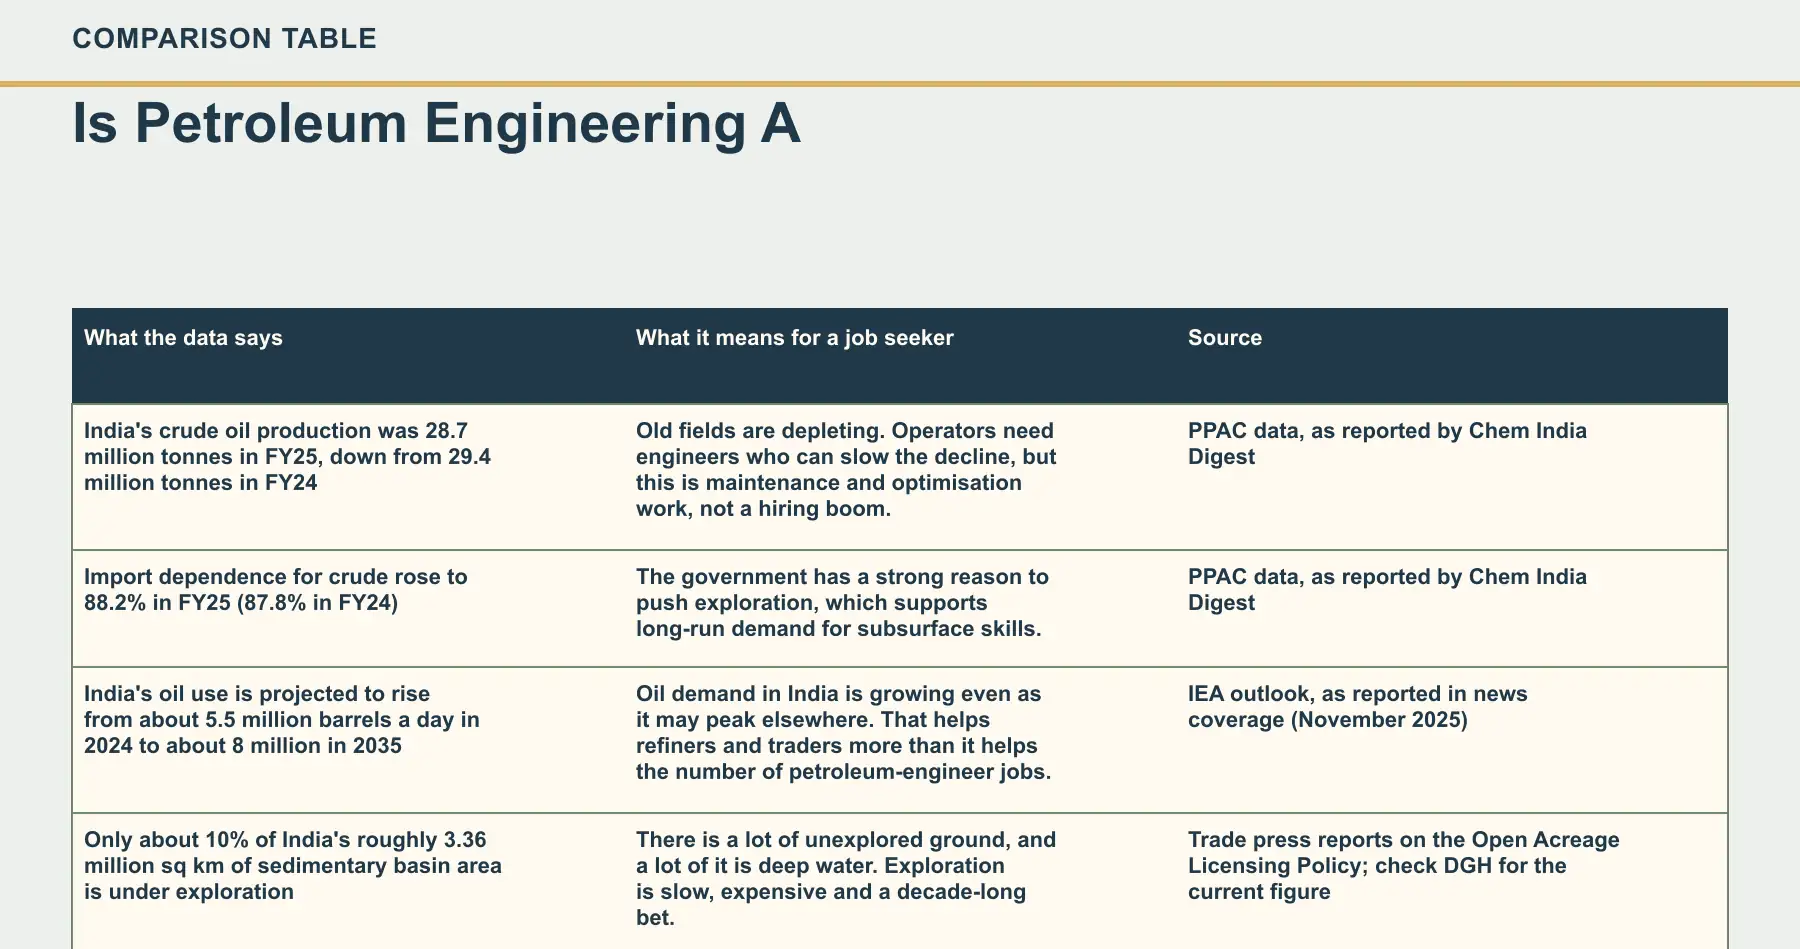 COMPARISON TABLE
Is Petroleum Engineering A
What the data says
What it means for a job seeker
Source
India's crude oil production was 28.7
million tonnes in FY25, down from 29.4
million tonnes in FY24
Old fields are depleting. Operators need
engineers who can slow the decline, but
this is maintenance and optimisation
work, not a hiring boom.
PPAC data, as reported by Chem India
Digest
Import dependence for crude rose to
88.2% in FY25 (87.8% in FY24)
The government has a strong reason to
push exploration, which supports
long-run demand for subsurface skills.
PPAC data, as reported by Chem India
Digest
India's oil use is projected to rise
from about 5.5 million barrels a day in
2024 to about 8 million in 2035
Oil demand in India is growing even as
it may peak elsewhere. That helps
refiners and traders more than it helps
the number of petroleum-engineer jobs.
IEA outlook, as reported in news
coverage (November 2025)
Only about 10% of India's roughly 3.36
million sq km of sedimentary basin area
is under exploration
There is a lot of unexplored ground, and
a lot of it is deep water. Exploration
is slow, expensive and a decade-long
bet.
Trade press reports on the Open Acreage
Licensing Policy; check DGH for the
current figure